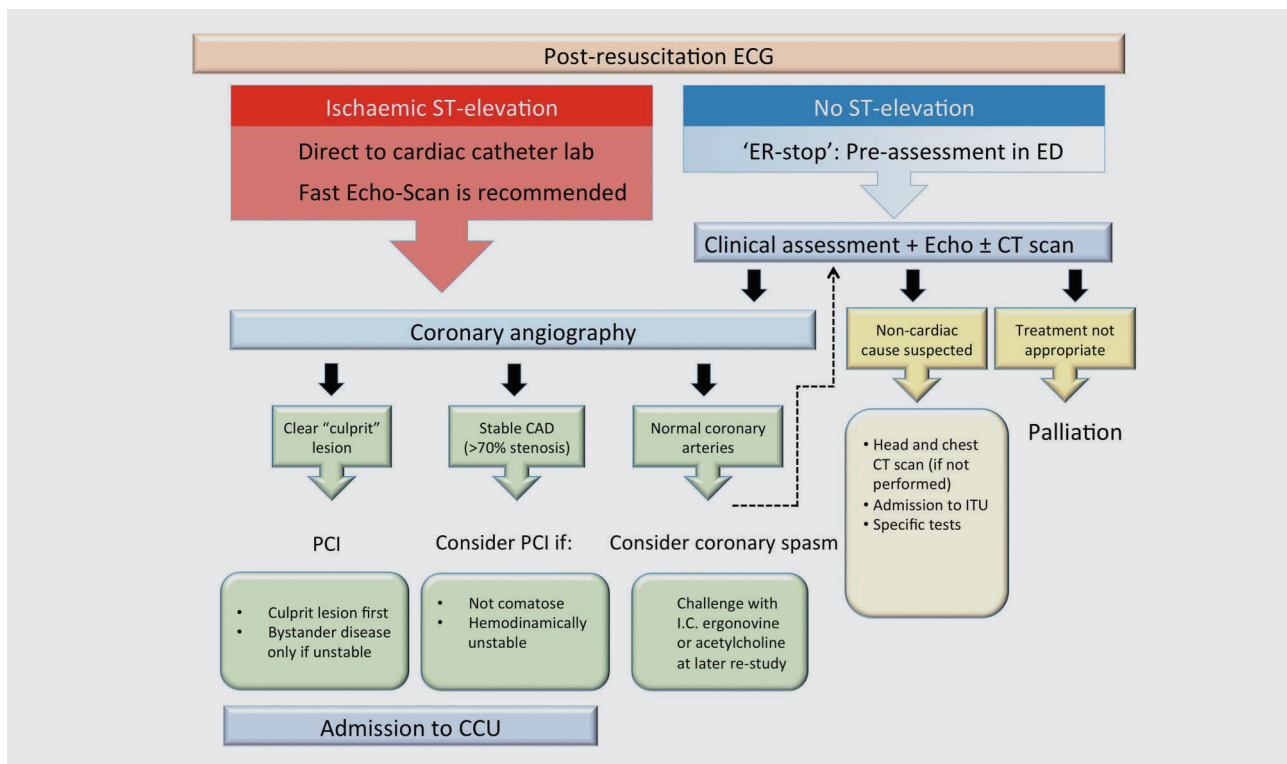 Post-resuscitation ECG
Ischaemic ST-elevation
Direct to cardiac catheter lab
Fast Echo-Scan is recommended
No ST-elevation
‘ER-stop’: Pre-assessment in ED
Clinical assessment + Echo ± CT scan
Coronary angiography
Non-cardiac
cause suspected
Treatment not
appropriate
Clear “culprit”
lesion
Stable CAD
(>70% stenosis)
Normal coronary
arteries
Palliation
• Head and chest
CT scan (if not
performed)
• Admission to ITU
• Specific tests
PCI
Consider PCI if:
Consider coronary spasm
• Culprit lesion first
• Bystander disease
only if unstable
• Not comatose
• Hemodinamically
unstable
Challenge with
I.C. ergonovine
or acetylcholine
at later re-study
Admission to CCU